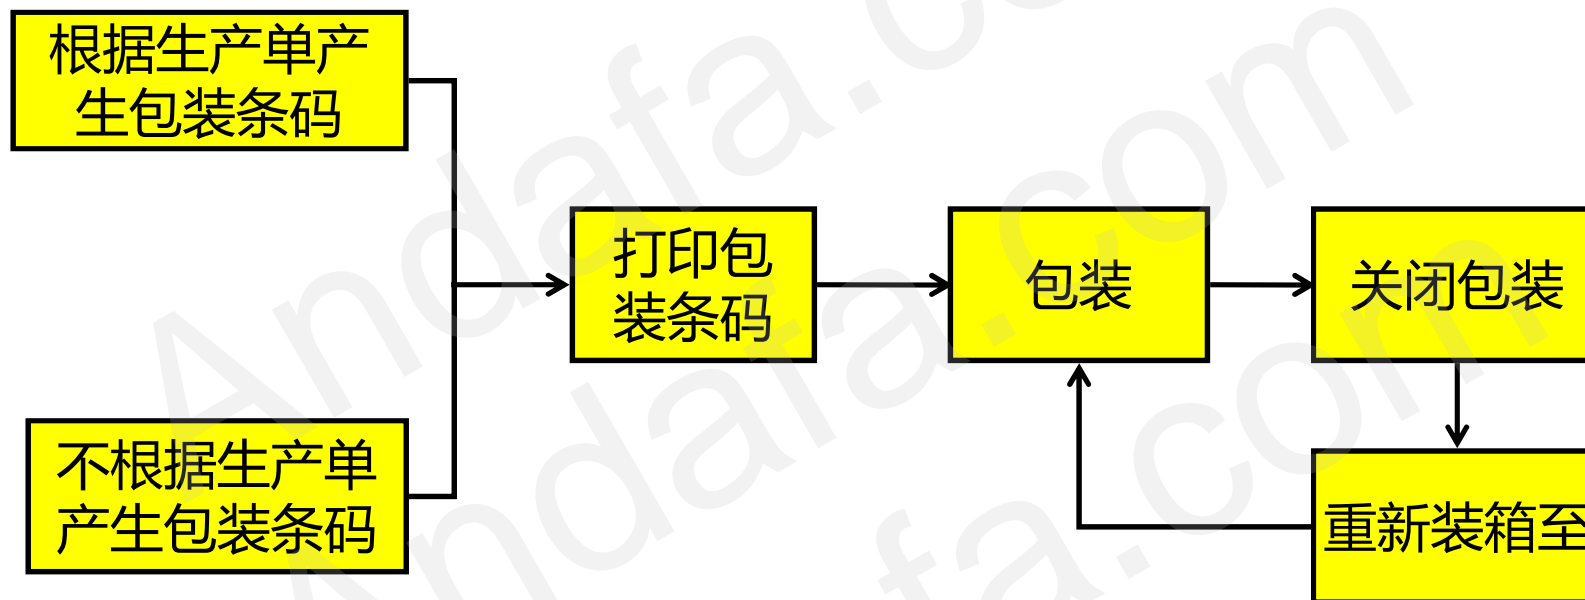 根据生产单产
生包装条码
打印包
装条码
包装
关闭包装
不根据生产单
产生包装条码
重新装箱至
Andafa.com
Andafa.com